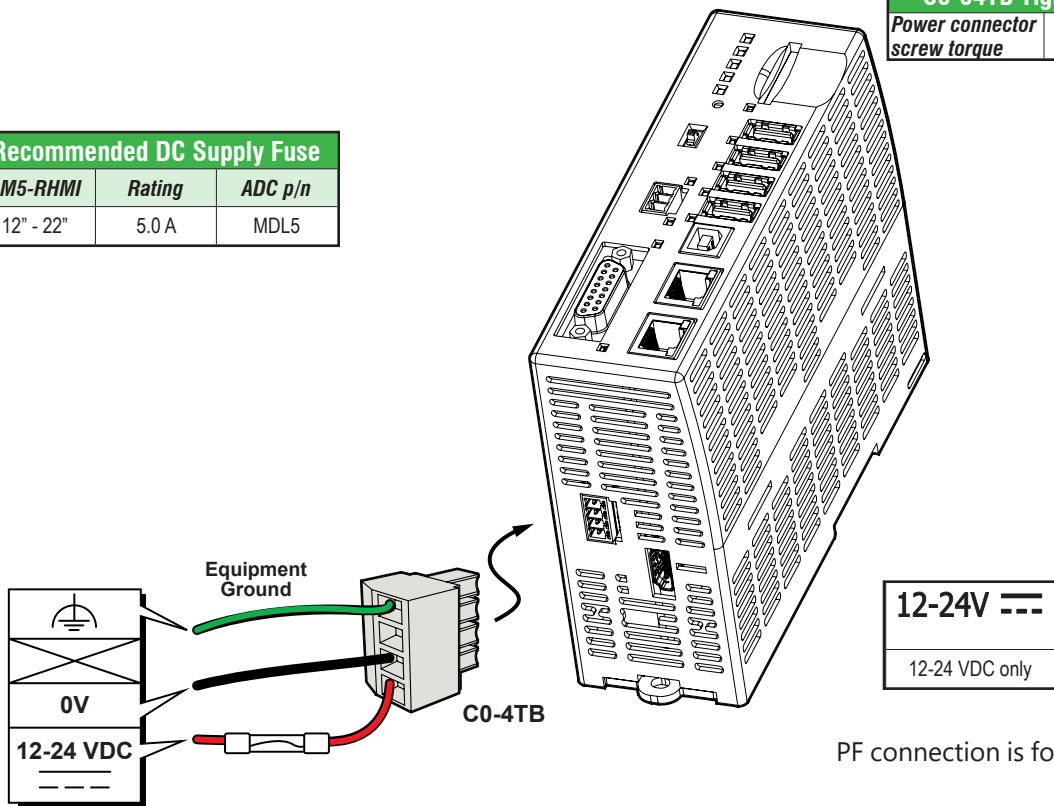 Power connector
screw torque
Recommended DC Supply Fuse
M5-RHMI Rating ADC p/n
12” - 22” 5.0 A MDL5
Equipment
Ground
0V
12-24 VDC
C0-4TB
12-24V
12-24 VDC only
PF connection is fo